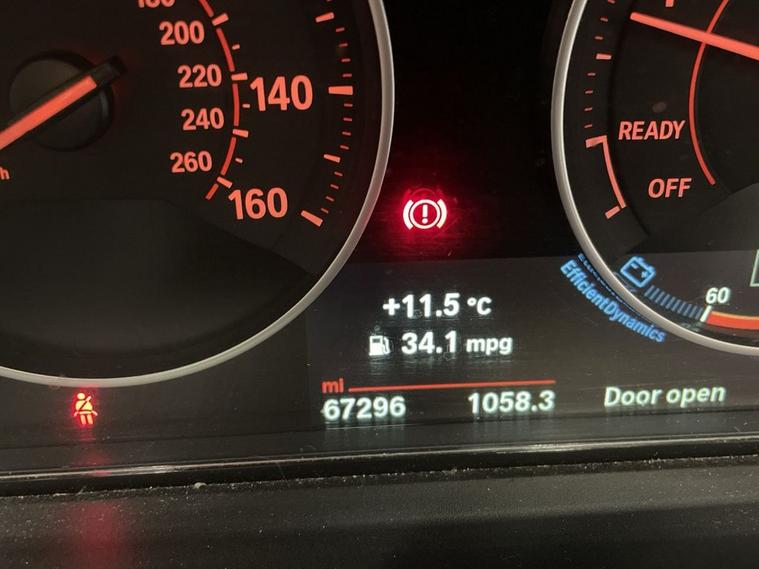 200
220
140
240
260
160
READY
OFF
+11.5 °C
34.1 mpg
EfficientDynamics
60
mi
67296 1058.3
Door open